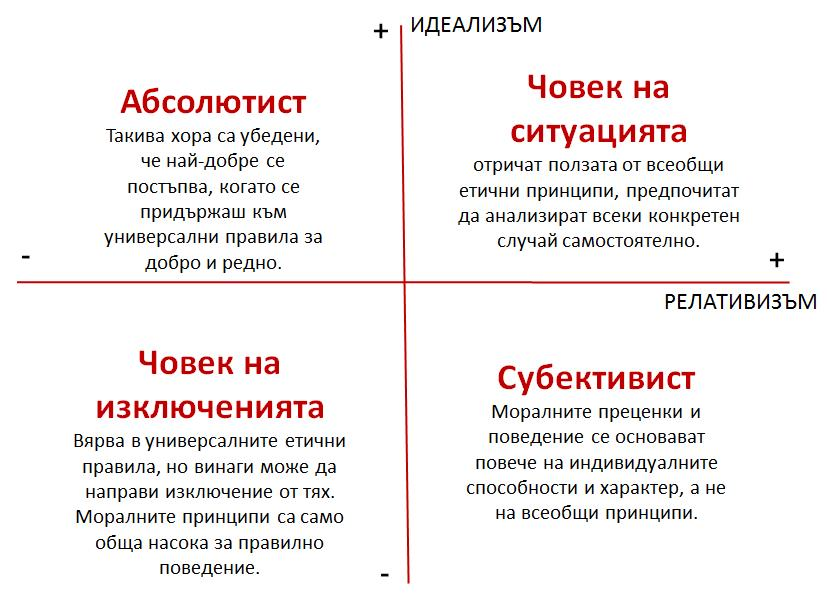 + ИДЕАЛИЗЪМ
Абсолютист
Такива хора са убедени,
че най-добре се
постъпва, когато се
придържаш към
универсални правила за
добро и редно.
Човек на
ситуацията
отричат ползата от всеобщи
етични принципи, предпочитат
да анализират всеки конкретен
случай самостоятелно.
-
+
РЕЛАТИВИЗЪМ
Човек на
изключенията
Вярва в универсалните етични
правила, но винаги може да
направи изключение от тях.
Моралните принципи са само
обща насока за правилно
поведение.
Субективист
Моралните преценки и
поведение се основават
повече на индивидуалните
способности и характер, а не
на всеобщи принципи.
-